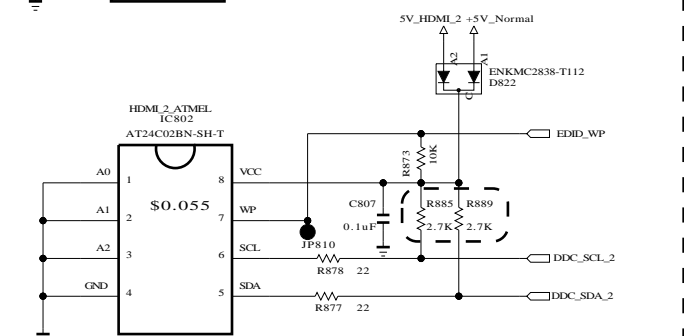 5V_HDMI_2 +5V_Normal
A2
A1
ENKMC2838-T112
D822
C
HDMI_2_ATMEL
IC802
AT24C02BN-SH-T
EDID_WP
R873
10K
A0
1
8
VCC
$0.055
C807
0.1uF
R885
2.7K
R889
2.7K
A1
2
7
WP
JP810
A2
3
6
SCL
R878 22
DDC_SCL_2
GND
4
5
SDA
R877 22
DDC_SDA_2